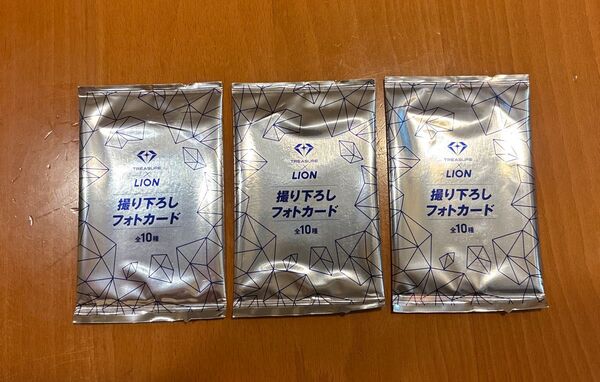 TREASURE
×
LION
撮り下ろし
フォトカード
全10種
TREASURE
×
LION
撮り下ろし
フォトカード
全10種
TREASURE
×
LION
撮り下ろし
フォトカード
全10種